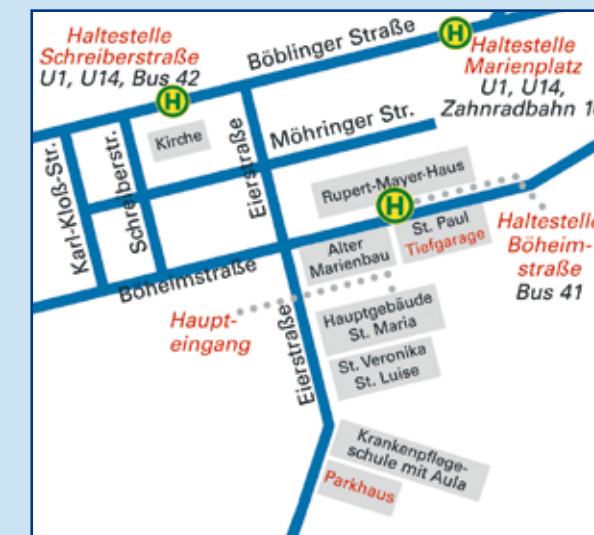 Haltestelle
Schreiberstraße
U1, U14, Bus 42
H
Böblinger Straße
H
Haltestelle
Marienplatz
U1, U14,
Zahnradbahn
Karl-Kloß-Str.
Schreiberstr.
Kirche
Eierstraße
Möhringer Str.
Rupert-Mayer-Haus
H
St. Paul
Tiefgarage
Haltestelle
Böheim-
straße
Bus 41
Böheimstraße
Alter
Marienbau
Haupt-
eingang
Eierstraße
Hauptgebäude
St. Maria
St. Veronika
St. Luise
Krankenpflege-
schule mit Aula
Parkhaus